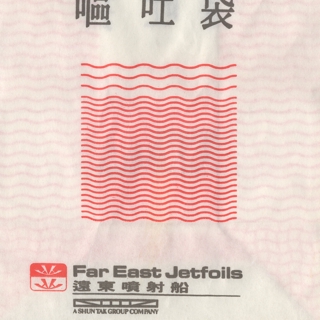 嘔吐袋
Far East Jetfoils
遠東噴射船
A SHUN TAK GROUP COMPANY